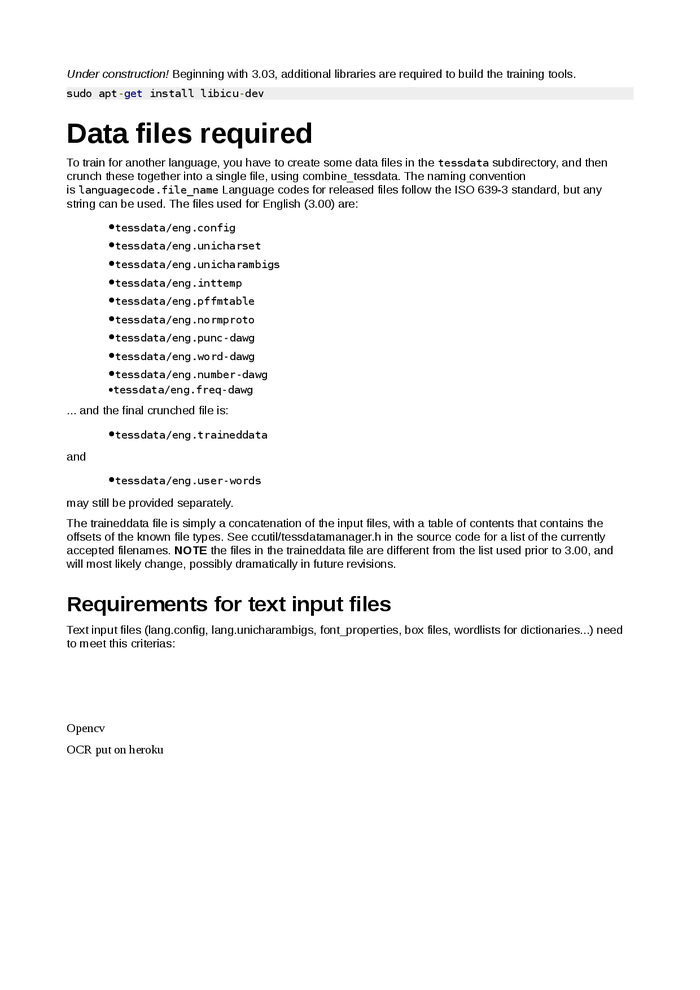 Under construction! Beginning with 3.03, additional libraries are required to build the training tools.
sudo apt-get install libicu-dev
Data files required
To train for another language, you have to create some data files in the tessdata subdirectory, and then
crunch these together into a single file, using combine_tessdata. The naming convention
is languagecode.file_name Language codes for released files follow the ISO 639-3 standard, but any
string can be used. The files used for English (3.00) are:
•tessdata/eng.config
•tessdata/eng.unicharset
•tessdata/eng.unicharambigs
•tessdata/eng.inttemp
•tessdata/eng.pffmtable
•tessdata/eng.normproto
•tessdata/eng.punc-dawg
•tessdata/eng.word-dawg
•tessdata/eng.number-dawg
•tessdata/eng.freq-dawg
... and the final crunched file is:
•tessdata/eng.traineddata
and
•tessdata/eng.user-words
may still be provided separately.
The traineddata file is simply a concatenation of the input files, with a table of contents that contains the
offsets of the known file types. See ccutil/tessdatamanager.h in the source code for a list of the currently
accepted filenames. NOTE the files in the traineddata file are different from the list used prior to 3.00, and
will most likely change, possibly dramatically in future revisions.
Requirements for text input files
Text input files (lang.config, lang.unicharambigs, font_properties, box files, wordlists for dictionaries...) need
to meet this criterias:
Opencv
OCR put on heroku